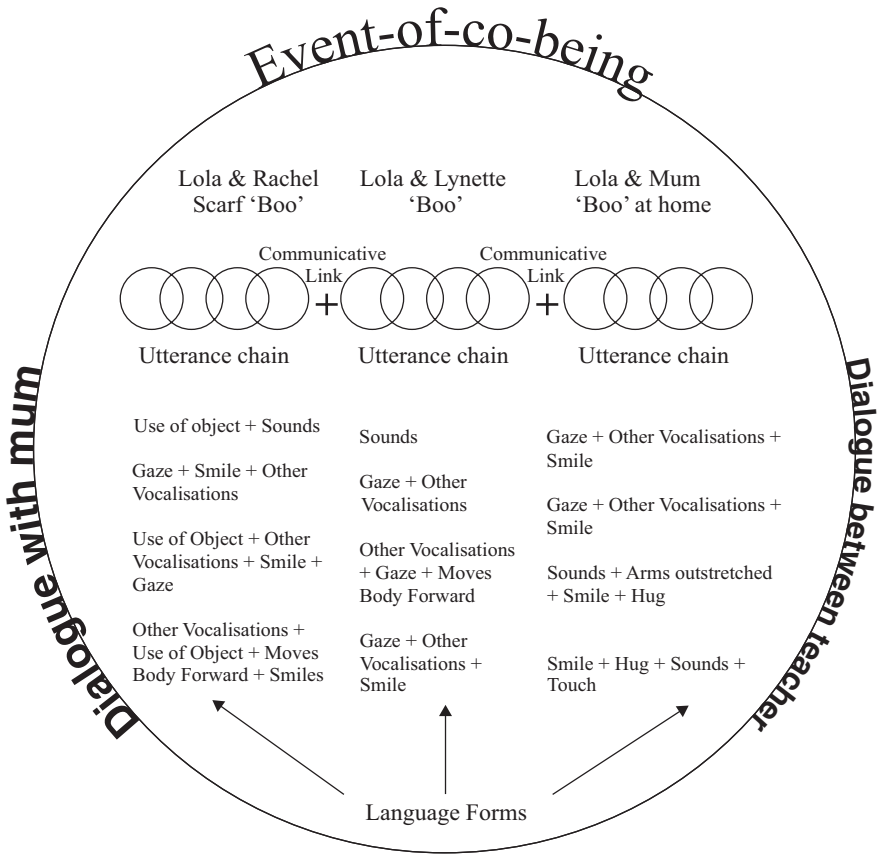 Event-of-co-being
Lola & Rachel
Scarf ‘Boo’
Lola & Lynette
‘Boo’
Lola & Mum
‘Boo’ at home
Communicative
Link
+
Communicative
Link
+
Utterance chain
Utterance chain
Utterance chain
Use of object + Sounds
Gaze + Smile + Other
Vocalisations
Use of Object + Other
Vocalisations + Smile +
Gaze
Other Vocalisations +
Use of Object + Moves
Body Forward + Smiles
Sounds
Gaze + Other
Vocalisations
Other Vocalisations
+ Gaze + Moves
Body Forward
Gaze + Other
Vocalisations +
Smile
Gaze + Other Vocalisations +
Smile
Gaze + Other Vocalisations +
Smile
Sounds + Arms outstretched
+ Smile + Hug
Smile + Hug + Sounds +
Touch
Language Forms
Dialogue with mum
Dialogue between teacher